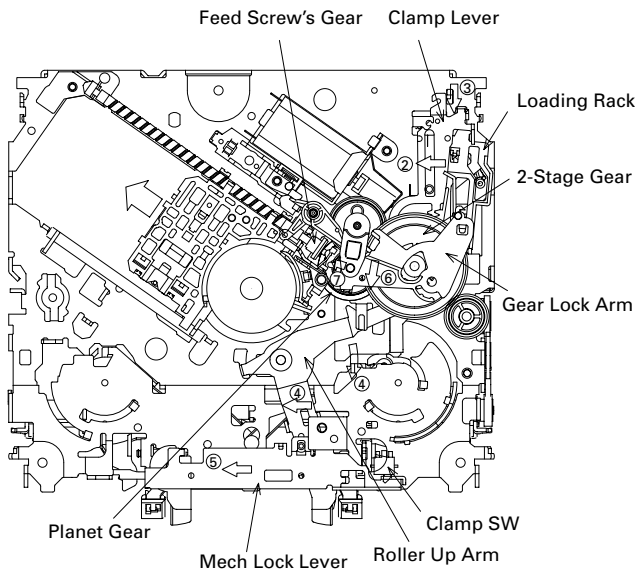 Feed Screw's Gear
Clamp Lever
③
Loading Rack
②
2-Stage Gear
⑦
⑥
Gear Lock Arm
④
④
⑤
Planet Gear
Clamp SW
Mech Lock Lever
Roller Up Arm